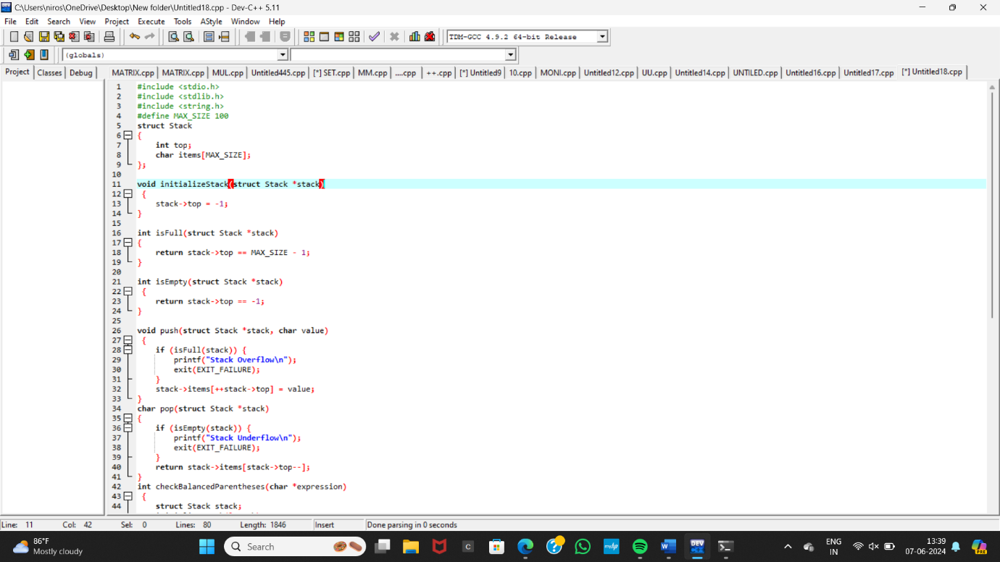 C:\Users\niros\OneDrive\Desktop\New folder\Untitled18.cpp - Dev-C++ 5.11
File Edit Search View Project Execute Tools AStyle Window Help
TDM-GCC 4.9.2 64-bit Release
(globals)
Project Classes Debug MATRIX.cpp MATRIX.cpp MUL.cpp Untitled445.cpp [*] SET.cpp MM.cpp ....cpp ++.cpp [*] Untitled9 10.cpp MONI.cpp Untitled12.cpp UU.cpp Untitled14.cpp UNTILED.cpp Untitled16.cpp Untitled17.cpp [*] Untitled18.cpp
1 #include <stdio.h>
2 #include <stdlib.h>
3 #include <string.h>
4 #define MAX_SIZE 100
5 struct Stack
6 {
7 int top;
8 char items[MAX_SIZE];
9 };
10
11 void initializeStack(struct Stack *stack)
12 {
13 stack->top = -1;
14 }
15
16 int isFull(struct Stack *stack)
17 {
18 return stack->top == MAX_SIZE - 1;
19 }
20
21 int isEmpty(struct Stack *stack)
22 {
23 return stack->top == -1;
24 }
25
26 void push(struct Stack *stack, char value)
27 {
28 if (isFull(stack)) {
29 printf("Stack Overflow\n");
30 exit(EXIT_FAILURE);
31 }
32 stack->items[++stack->top] = value;
33 }
34 char pop(struct Stack *stack)
35 {
36 if (isEmpty(stack)) {
37 printf("Stack Underflow\n");
38 exit(EXIT_FAILURE);
39 }
40 return stack->items[stack->top--];
41 }
42 int checkBalancedParentheses(char *expression)
43 {
44 struct Stack stack;
Line: 11 Col: 42 Sel: 0 Lines: 80 Length: 1846 Insert Done parsing in 0 seconds
86°F
Mostly cloudy
Search
C
myhp
W
DEV
ENG
IN
13:39
07-06-2024
PRE